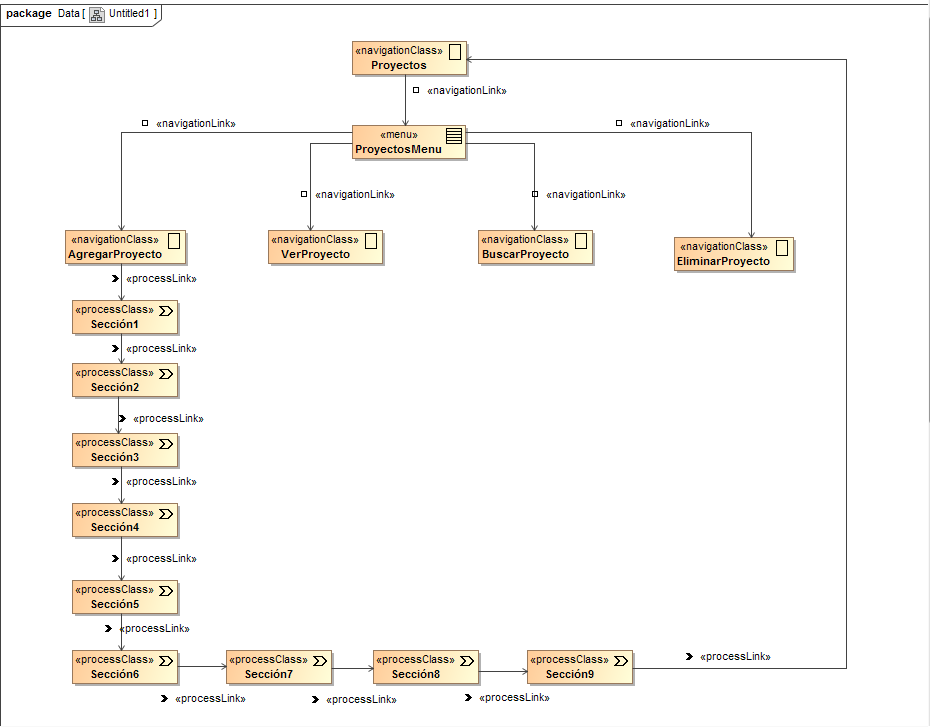 package Data [ Untitled1 ]
«navigationClass»
Proyectos
«navigationLink»
«navigationLink»
«menu»
ProyectosMenu
«navigationLink»
«navigationLink»
«navigationLink»
«navigationClass»
AgregarProyecto
«navigationClass»
VerProyecto
«navigationClass»
BuscarProyecto
«navigationClass»
EliminarProyecto
«processLink»
«processClass»
Sección1
«processLink»
«processClass»
Sección2
«processLink»
«processClass»
Sección3
«processLink»
«processClass»
Sección4
«processLink»
«processClass»
Sección5
«processLink»
«processClass»
Sección6
«processClass»
Sección7
«processClass»
Sección8
«processClass»
Sección9
«processLink»
«processLink»
«processLink»
«processLink»